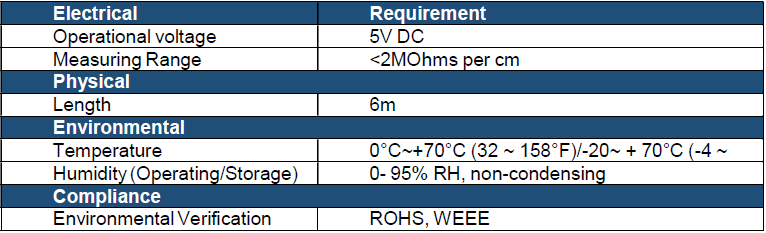 Electrical Requirement
Operational voltage 5V DC
Measuring Range <2MOhms per cm
Physical
Length 6m
Environmental
Temperature 0°C~+70°C (32 ~ 158°F)/-20~ + 70°C (-4 ~
Humidity (Operating/Storage) 0- 95% RH, non-condensing
Compliance
Environmental Verification ROHS, WEEE